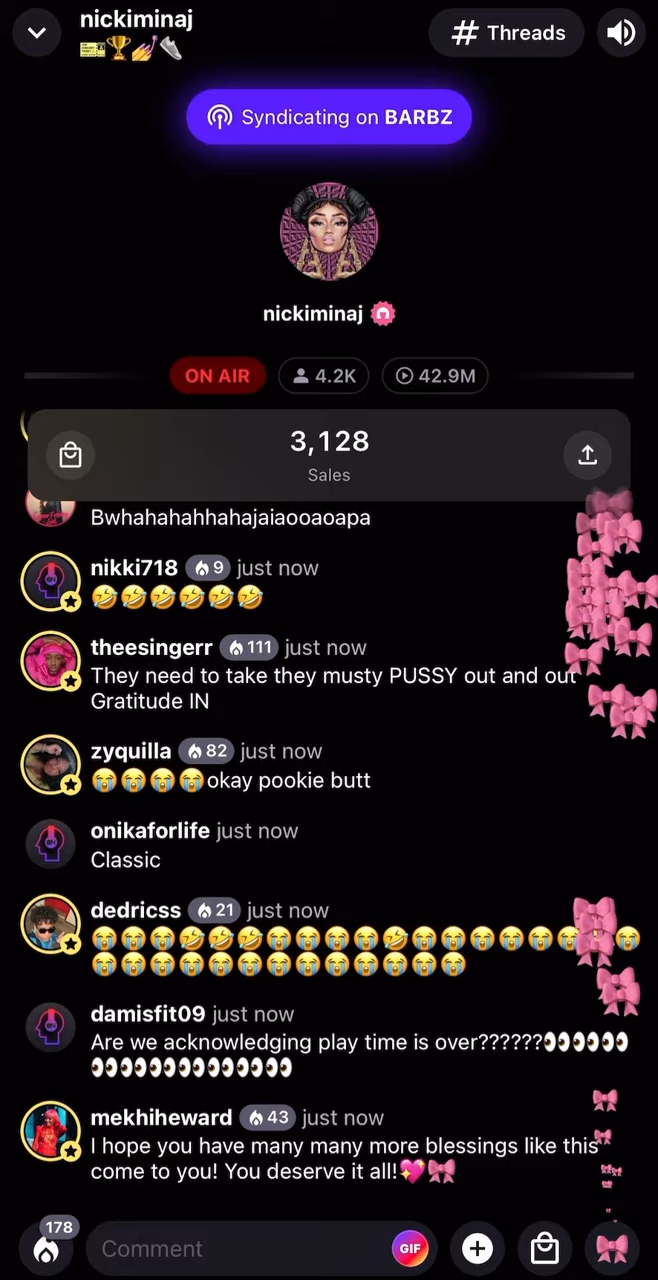 nickiminaj
🎫🏆💅👟
# Threads
Syndicating on BARBZ
nickiminaj
ON AIR
4.2K
42.9M
3,128
Sales
Bwhahahahhahajaiaooaoapa
nikki718 9 just now
🤣🤣🤣🤣🤣🤣
theesingerr 111 just now
They need to take they musty PUSSY out and out
Gratitude IN
zyquilla 82 just now
😭😭😭😭okay pookie butt
onikaforlife just now
Classic
dedricss 21 just now
😭😭😭🤣🤣🤣😭😭😭😭🤣😭😭😭😭😭😭😭😭
😭😭😭😭😭😭😭😭😭😭😭😭😭
damisfit09 just now
Are we acknowledging play time is over??????👀👀👀👀👀👀
👀👀👀👀👀👀👀👀👀👀👀👀👀👀
mekhiheward 43 just now
I hope you have many many more blessings like this
come to you! You deserve it all!💖🎀
178
Comment
GIF